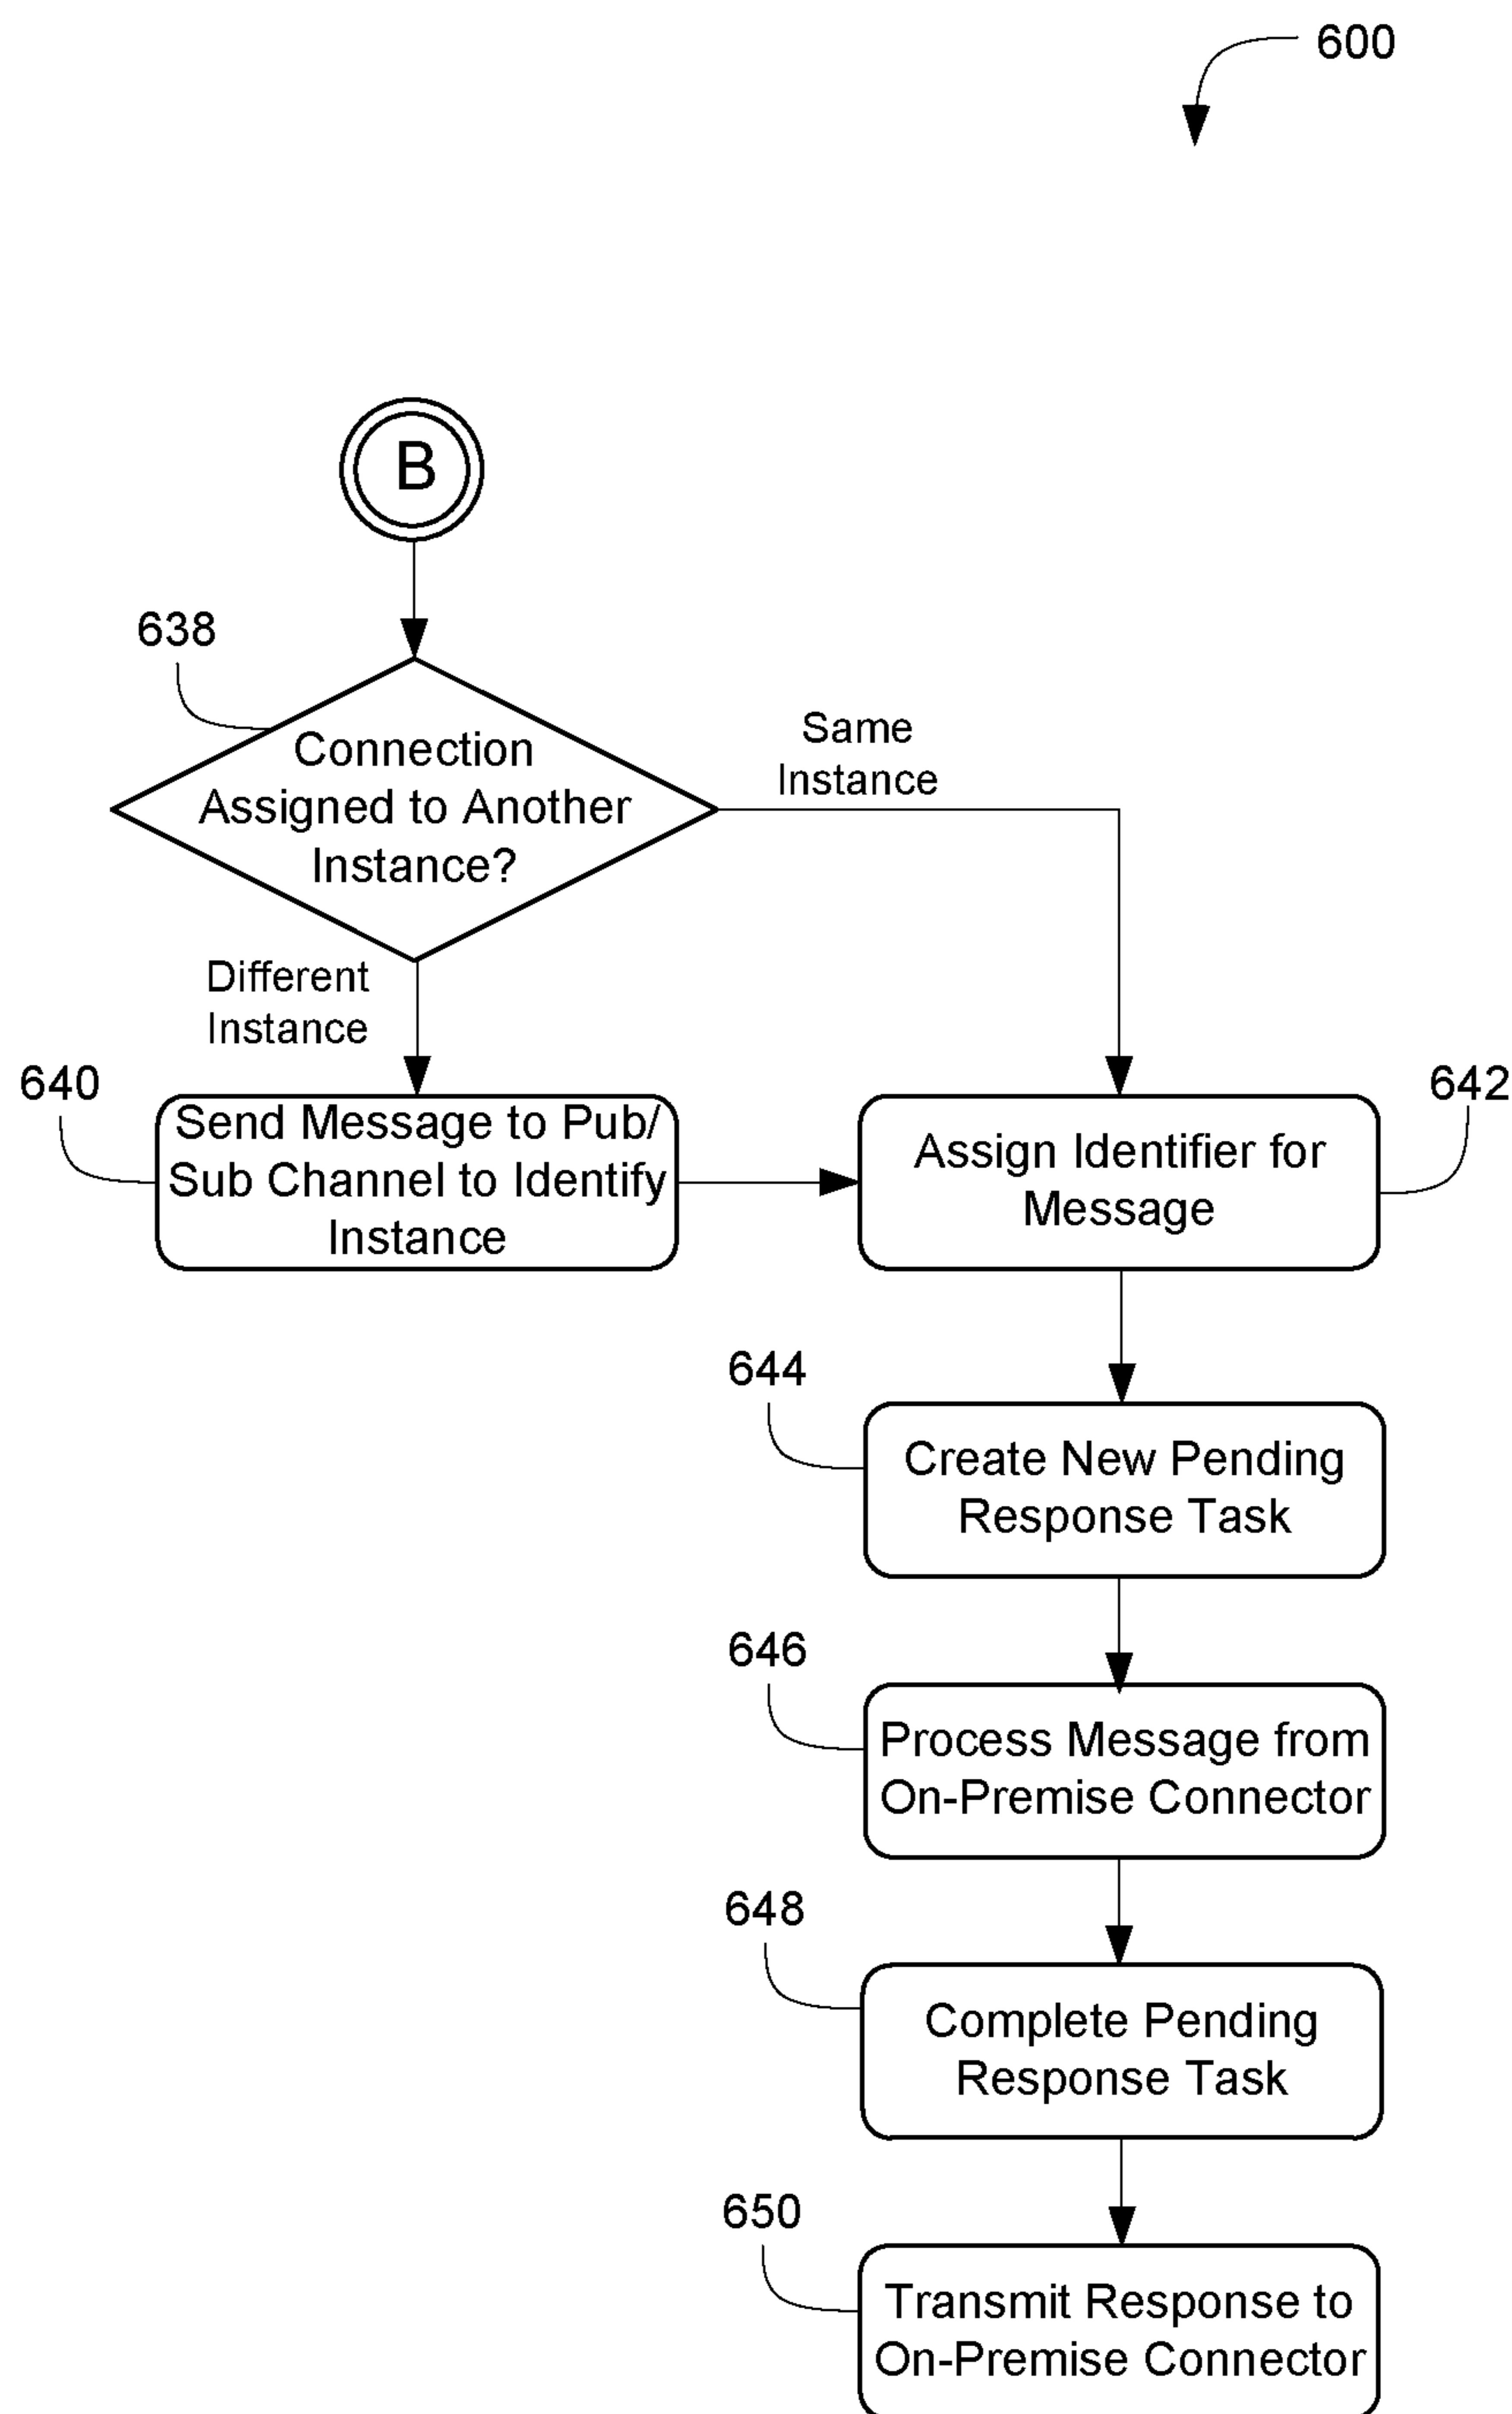 600
B
638
Connection
Assigned to Another
Instance?
Same
Instance
Different
Instance
640
Send Message to Pub/
Sub Channel to Identify
Instance
642
Assign Identifier for
Message
644
Create New Pending
Response Task
646
Process Message from
On-Premise Connector
648
Complete Pending
Response Task
650
Transmit Response to
On-Premise Connector